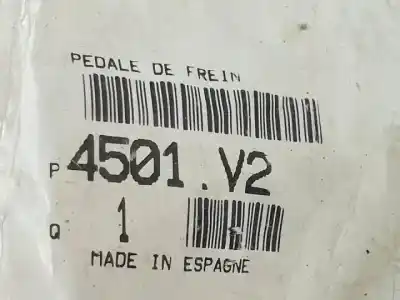 PEDALE DE FREIN
P 4501.V2
Q 1
MADE IN ESPAGNE